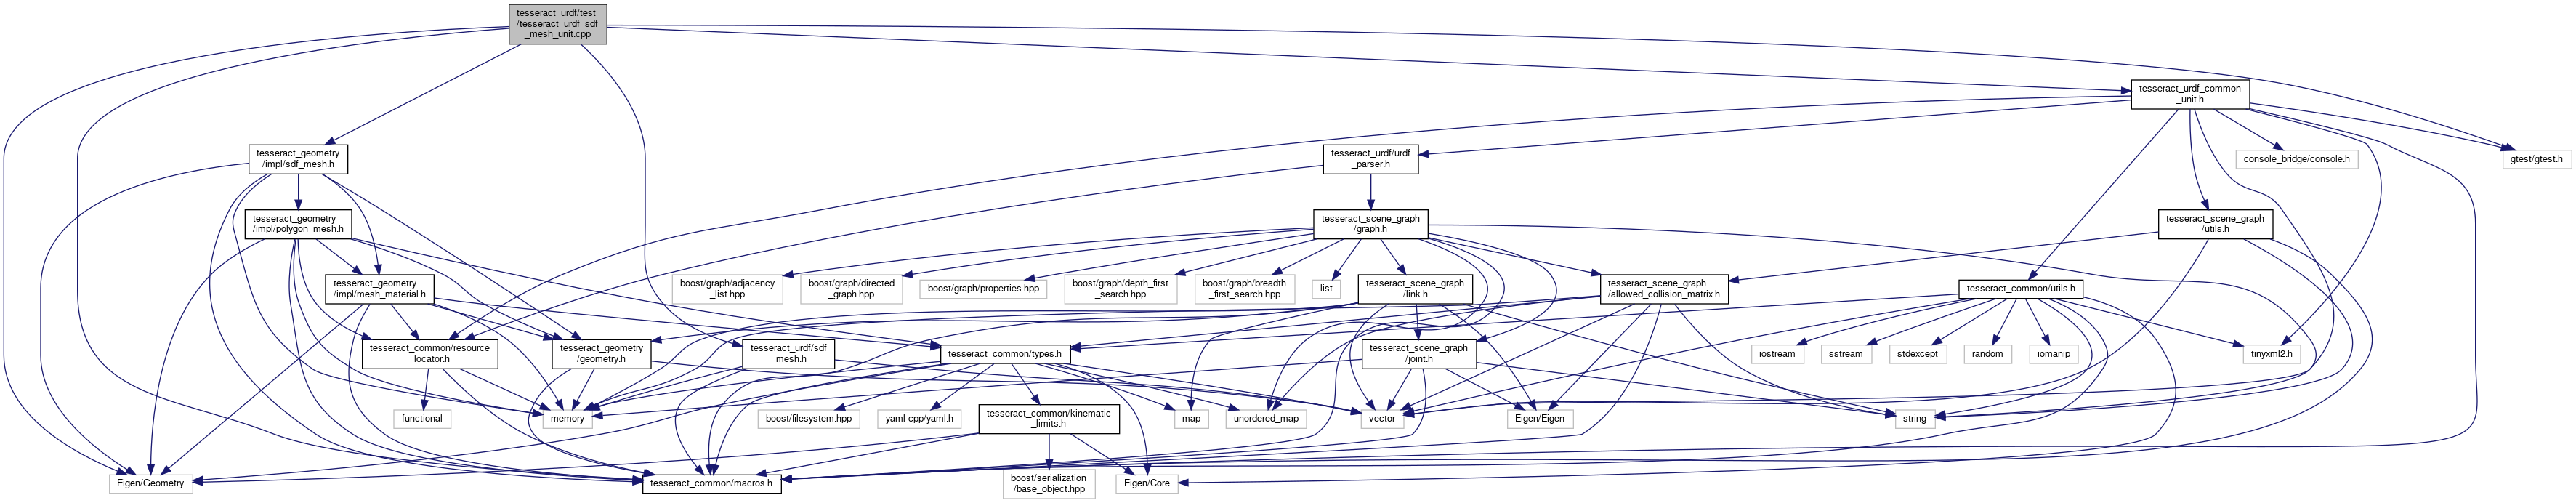 tesseract_urdf/test
/tesseract_urdf_sdf
_mesh_unit.cpp
tesseract_urdf_common
_unit.h
tesseract_geometry
/impl/sdf_mesh.h
tesseract_urdf/urdf
_parser.h
console_bridge/console.h
gtest/gtest.h
tesseract_geometry
/impl/polygon_mesh.h
tesseract_scene_graph
/graph.h
tesseract_scene_graph
/utils.h
tesseract_geometry
/impl/mesh_material.h
boost/graph/adjacency
_list.hpp
boost/graph/directed
_graph.hpp
boost/graph/properties.hpp
boost/graph/depth_first
_search.hpp
boost/graph/breadth
_first_search.hpp
list
tesseract_scene_graph
/link.h
tesseract_scene_graph
/allowed_collision_matrix.h
tesseract_common/utils.h
tesseract_common/resource
_locator.h
tesseract_geometry
/geometry.h
tesseract_urdf/sdf
_mesh.h
tesseract_common/types.h
tesseract_scene_graph
/joint.h
iostream
sstream
stdexcept
random
iomanip
tinyxml2.h
functional
memory
boost/filesystem.hpp
yaml-cpp/yaml.h
tesseract_common/kinematic
_limits.h
map
unordered_map
vector
Eigen/Eigen
string
Eigen/Geometry
tesseract_common/macros.h
boost/serialization
/base_object.hpp
Eigen/Core